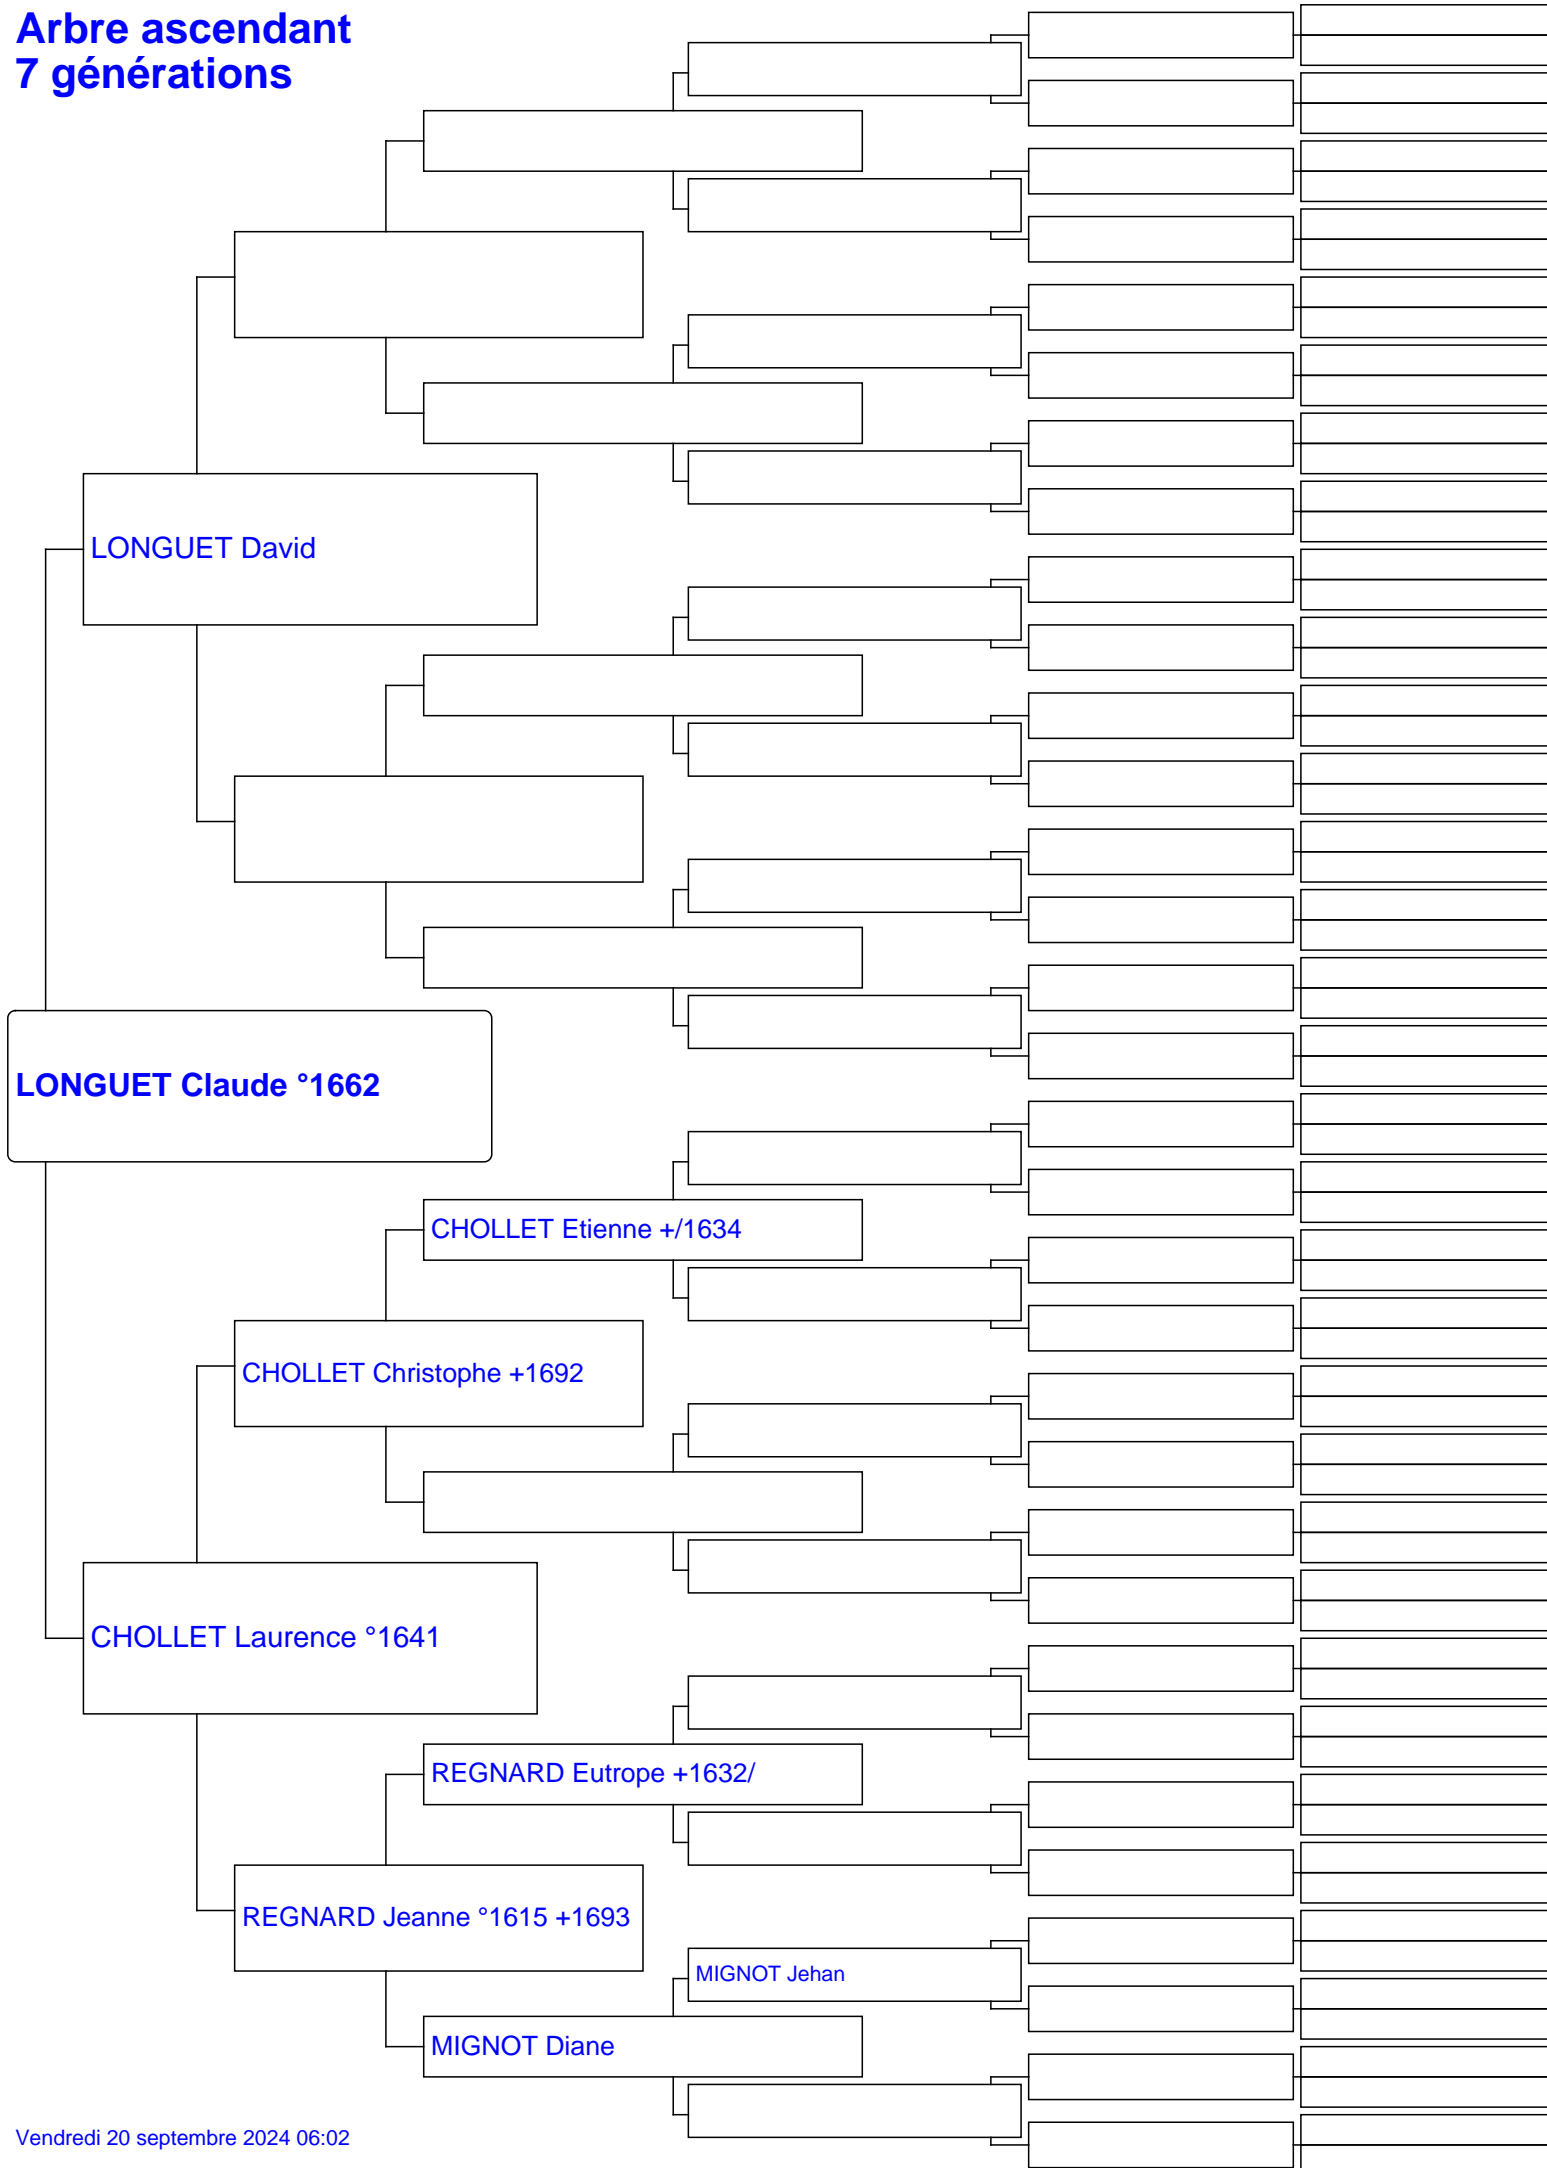 Arbre ascendant
7 générations
LONGUET David
LONGUET Claude °1662
CHOLLET Etienne +/1634
CHOLLET Christophe +1692
CHOLLET Laurence °1641
REGNARD Eutrope +1632/
REGNARD Jeanne °1615 +1693
MIGNOT Jehan
MIGNOT Diane
Vendredi 20 septembre 2024 06:02